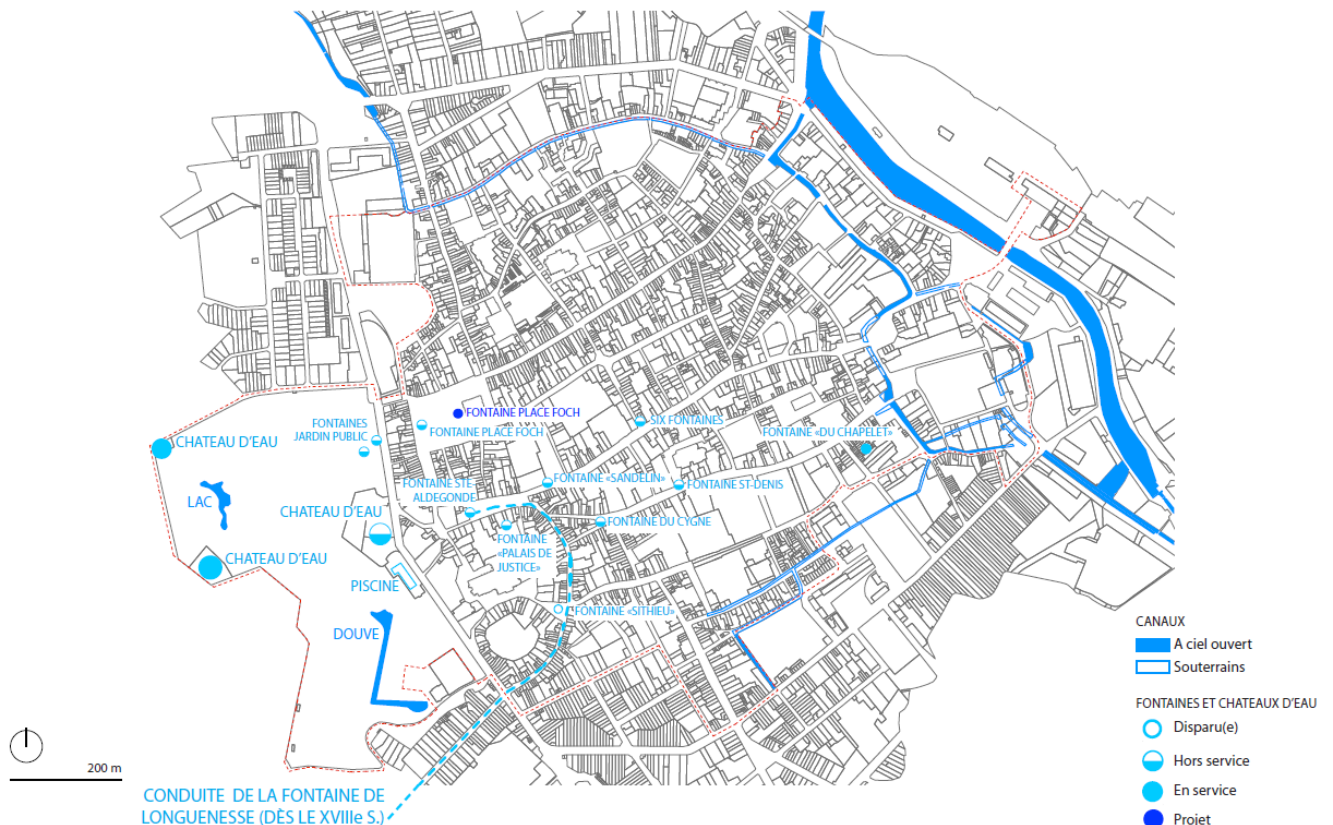 FONTAINE PLACE FOCH
FONTAINES
JARDIN PUBLIC
FONTAINE PLACE FOCH
SIX FONTAINES
CHATEAU D'EAU
FONTAINE «DU CHAPELET»
FONTAINE STE-
ALDEGONDE
FONTAINE «SANDELIN»
FONTAINE ST-DENIS
LAC
CHATEAU D'EAU
FONTAINE DU CYGNE
FONTAINE
«PALAIS DE
JUSTICE»
CHATEAU D'EAU
PISCINE
FONTAINE «SITHIEU»
DOUVE
CANAUX
A ciel ouvert
Souterrains
FONTAINES ET CHATEAUX D'EAU
Disparu(e)
Hors service
En service
Projet
200 m
CONDUITE DE LA FONTAINE DE
LONGUENESSE (DÈS LE XVIIIe S.)